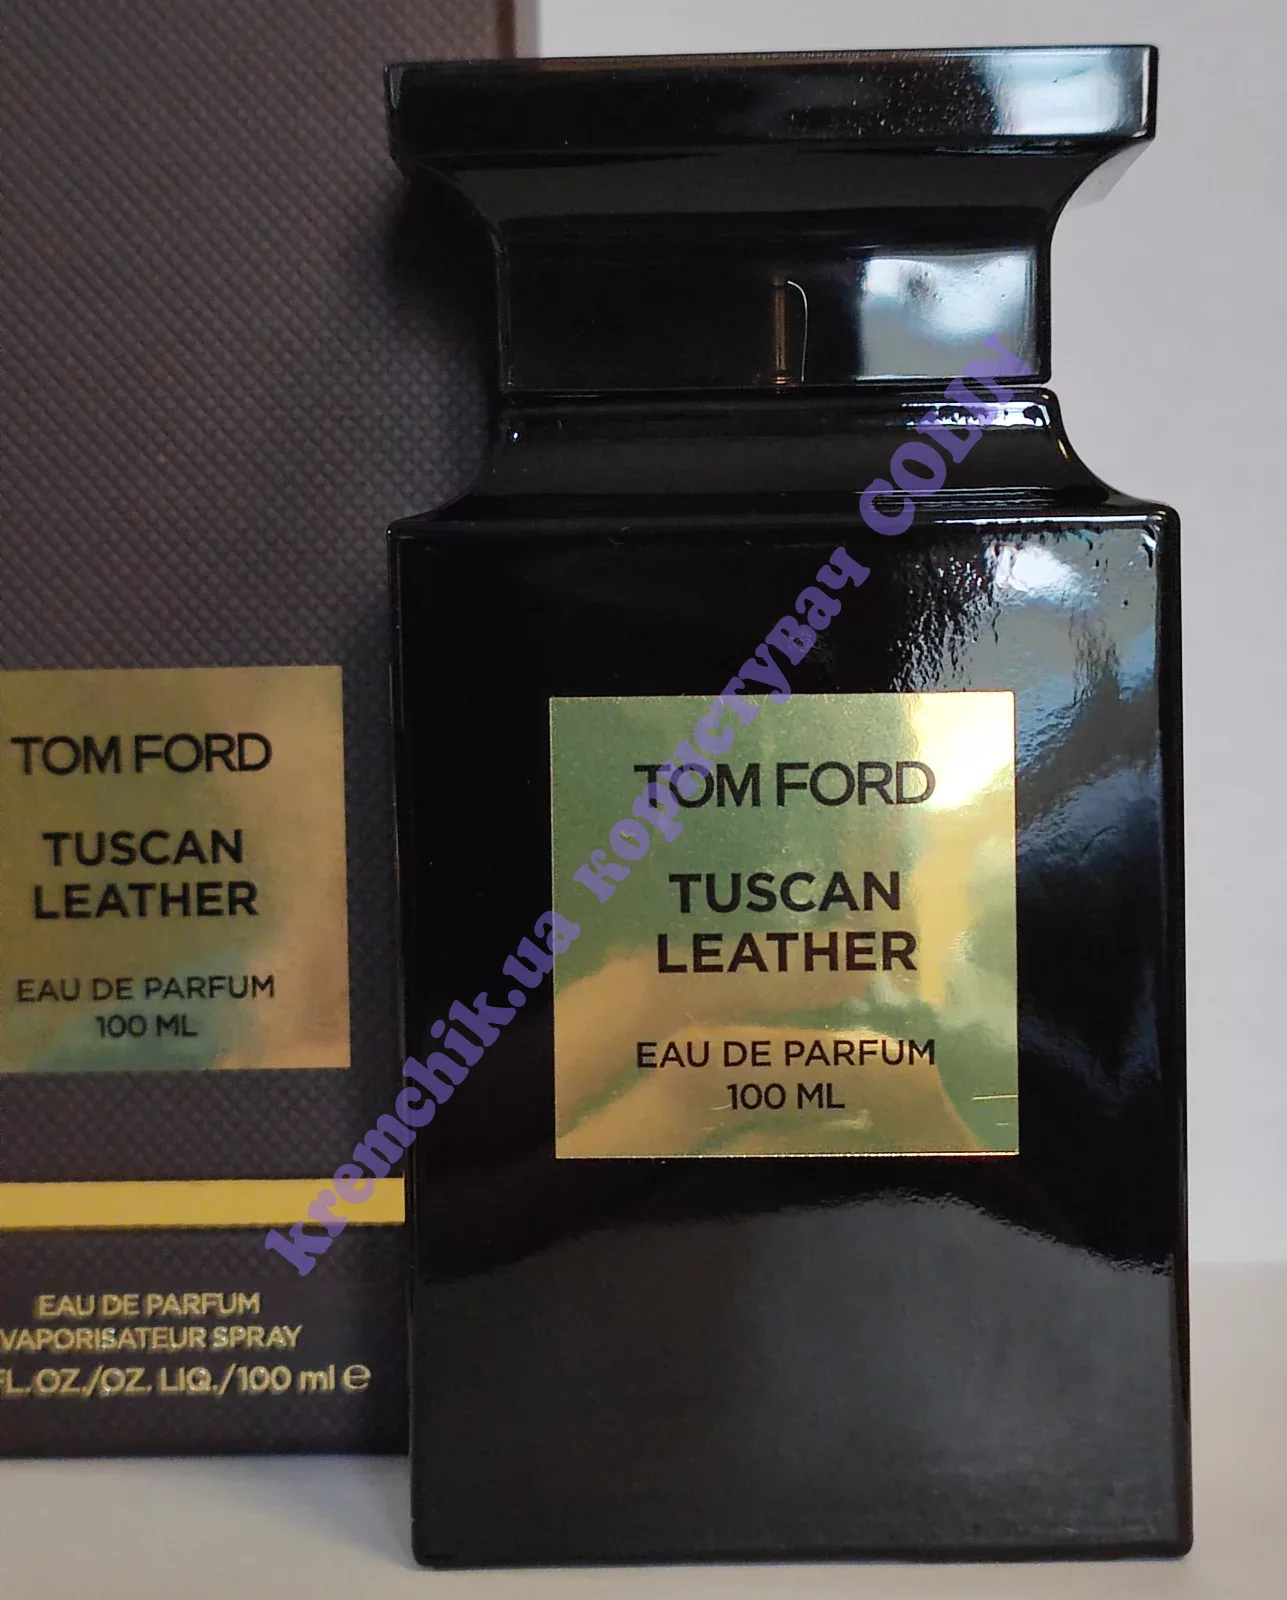 TOM FORD
TUSCAN
LEATHER
EAU DE PARFUM
100 ML
EAU DE PARFUM
VAPORISATEUR SPRAY
FL.OZ./OZ. LIQ./100 ml e
TOM FORD
TUSCAN
LEATHER
EAU DE PARFUM
100 ML
kremchik.ua користувач COLIN